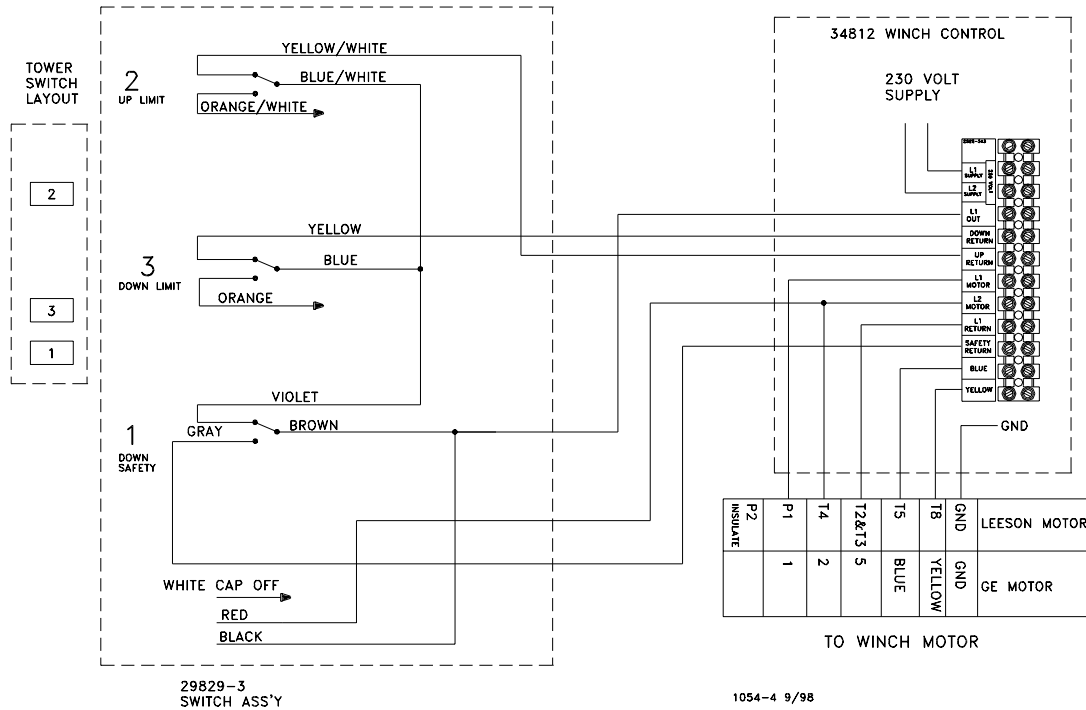 34812 WINCH CONTROL
230 VOLT
SUPPLY
TOWER
SWITCH
LAYOUT
2
3
1
2
UP LIMIT
YELLOW/WHITE
BLUE/WHITE
ORANGE/WHITE
3
DOWN LIMIT
YELLOW
BLUE
ORANGE
1
DOWN
SAFETY
VIOLET
GRAY
BROWN
WHITE CAP OFF
RED
BLACK
29829-3
SWITCH ASS'Y
L1
SUPPLY
L2
SUPPLY
230 VOLT
L1
OUT
DOWN
RETURN
UP
RETURN
L1
MOTOR
L2
MOTOR
L1
RETURN
SAFETY
RETURN
BLUE
YELLOW
GND
P2
INSULATE
P1
T4
T2&T3
T5
T8
GND
LEESON MOTOR
1
2
5
BLUE
YELLOW
GND
GE MOTOR
TO WINCH MOTOR
1054-4 9/98